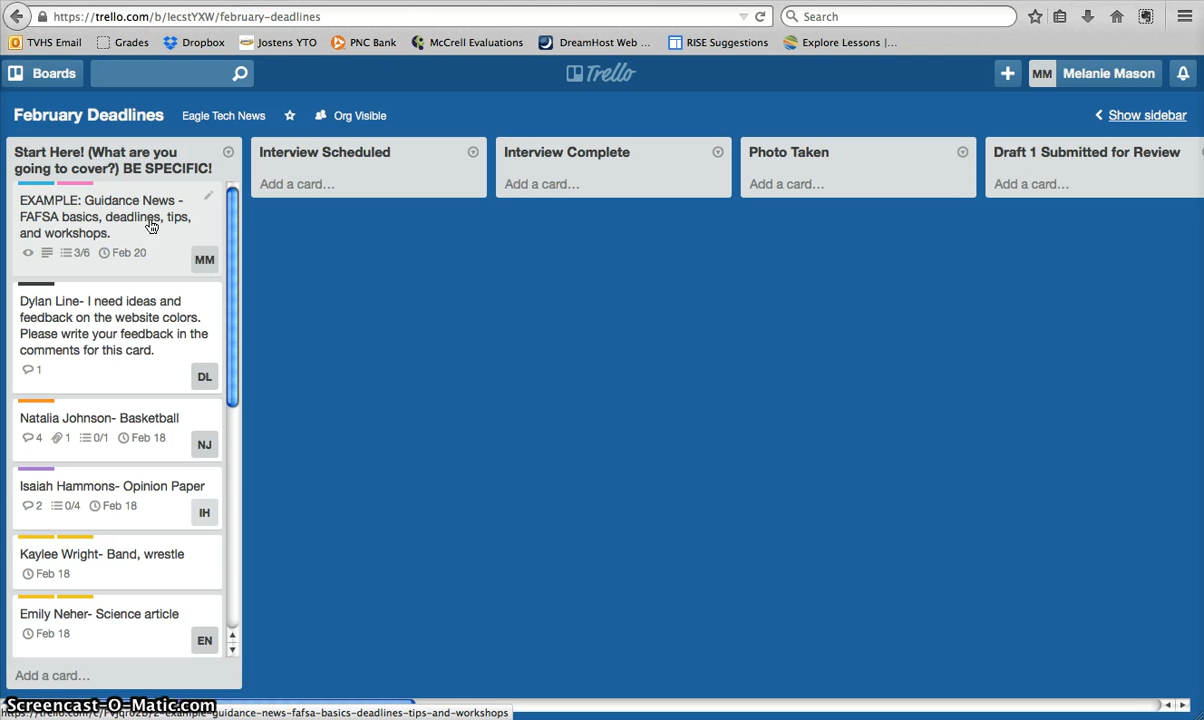 https://trello.com/b/IecstYXW/february-deadlines
Search
TVHS Email
Grades
Dropbox
Jostens YTO
PNC Bank
McCrell Evaluations
DreamHost Web ...
RISE Suggestions
Explore Lessons |...
Boards
Trello
MM
Melanie Mason
February Deadlines
Eagle Tech News
Org Visible
Show sidebar
Start Here! (What are you
going to cover?) BE SPECIFIC!
EXAMPLE: Guidance News -
FAFSA basics, deadlines, tips,
and workshops.
3/6
Feb 20
MM
Dylan Line- I need ideas and
feedback on the website colors.
Please write your feedback in the
comments for this card.
1
DL
Natalia Johnson- Basketball
4
1
0/1
Feb 18
NJ
Isaiah Hammons- Opinion Paper
2
0/4
Feb 18
IH
Kaylee Wright- Band, wrestle
Feb 18
Emily Neher- Science article
Feb 18
EN
Add a card...
Interview Scheduled
Add a card...
Interview Complete
Add a card...
Photo Taken
Add a card...
Draft 1 Submitted for Review
Add a card...
Screencast-O-Matic.com